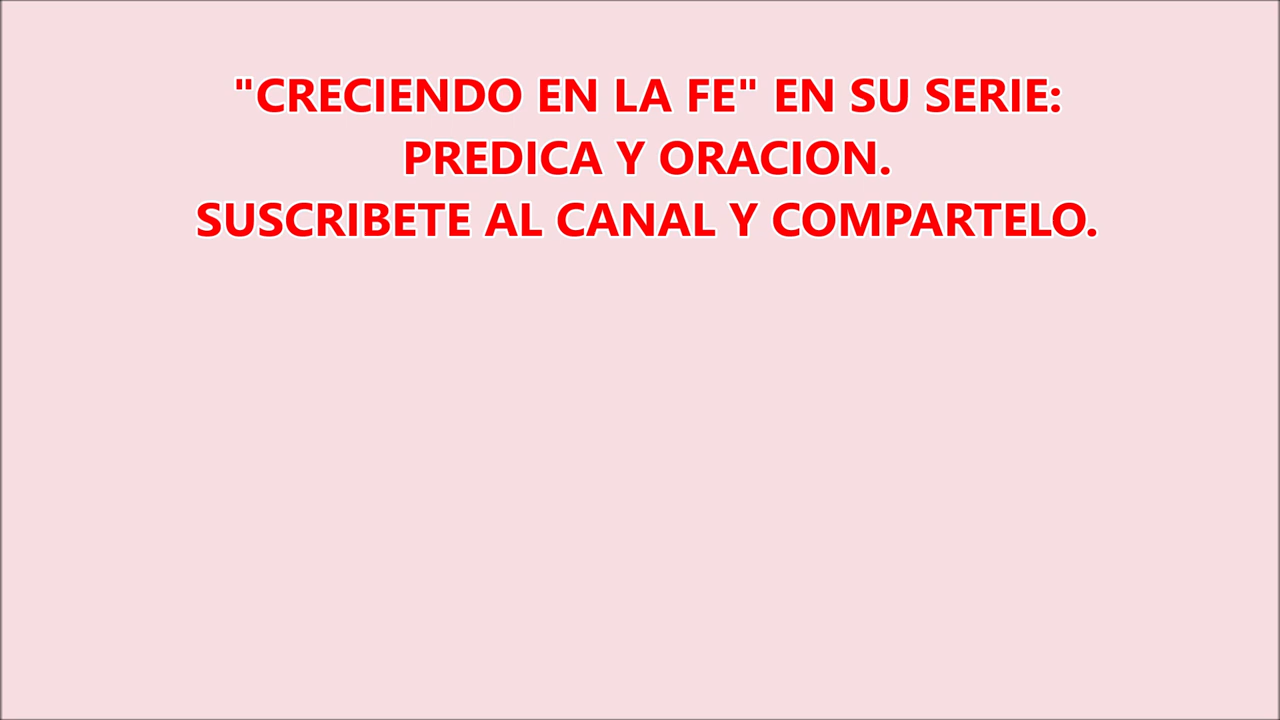 "CRECIENDO EN LA FE" EN SU SERIE:
PREDICA Y ORACION.
SUSCRIBETE AL CANAL Y COMPARTELO.